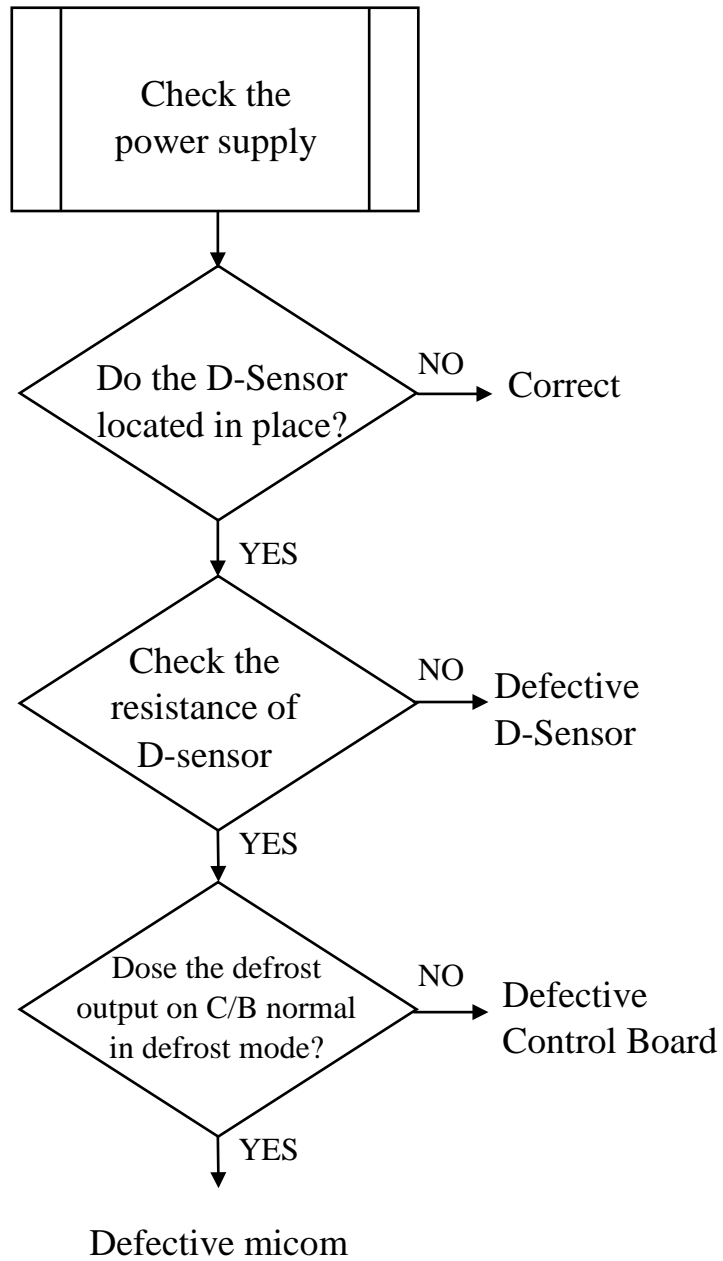 Check the
power supply
Do the D-Sensor
located in place?
NO
Correct
YES
Check the
resistance of
D-sensor
NO
Defective
D-Sensor
YES
Dose the defrost
output on C/B normal
in defrost mode?
NO
Defective
Control Board
YES
Defective micom